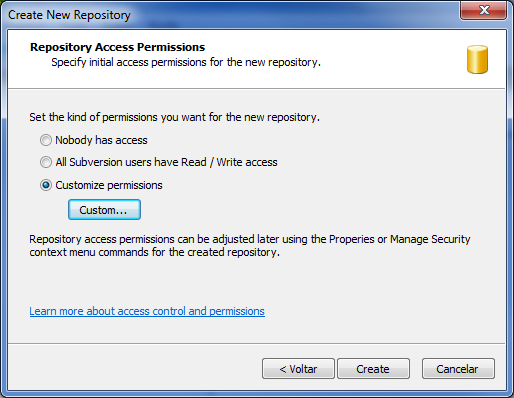 Create New Repository
Repository Access Permissions
Specify initial access permissions for the new repository.
Set the kind of permissions you want for the new repository.
Nobody has access
All Subversion users have Read / Write access
Customize permissions
Custom...
Repository access permissions can be adjusted later using the Properies or Manage Security
context menu commands for the created repository.
Learn more about access control and permissions
< Voltar
Create
Cancelar